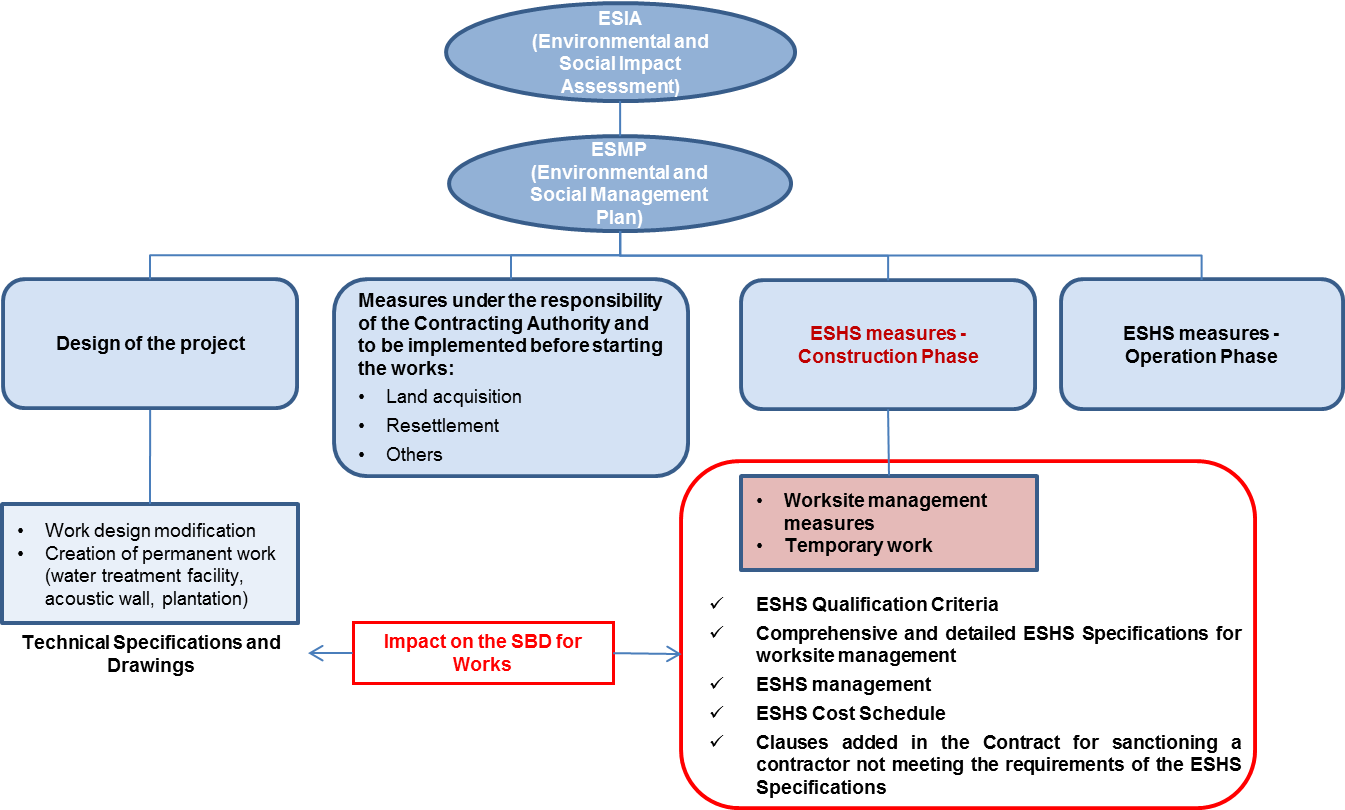 ESIA
(Environmental and
Social Impact
Assessment)
ESMP
(Environmental and
Social Management
Plan)
Design of the project
Measures under the responsibility
of the Contracting Authority and
to be implemented before starting
the works:
• Land acquisition
• Resettlement
• Others
ESHS measures -
Construction Phase
ESHS measures -
Operation Phase
• Work design modification
• Creation of permanent work
(water treatment facility,
acoustic wall, plantation)
Technical Specifications and
Drawings
Impact on the SBD for
Works
• Worksite management
measures
• Temporary work
✓ ESHS Qualification Criteria
✓ Comprehensive and detailed ESHS Specifications for
worksite management
✓ ESHS management
✓ ESHS Cost Schedule
✓ Clauses added in the Contract for sanctioning a
contractor not meeting the requirements of the ESHS
Specifications